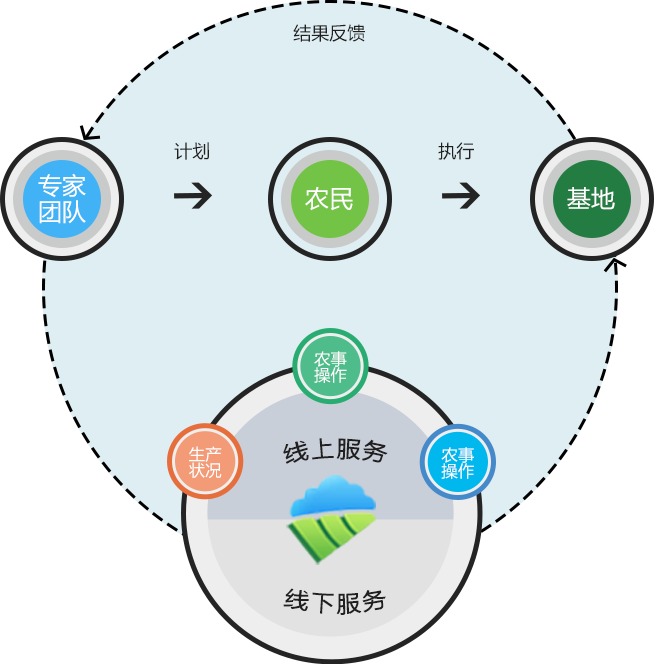 结果反馈
计划
执行
专家
团队
农民
基地
农事
操作
生产
状况
农事
操作
线上服务
线下服务